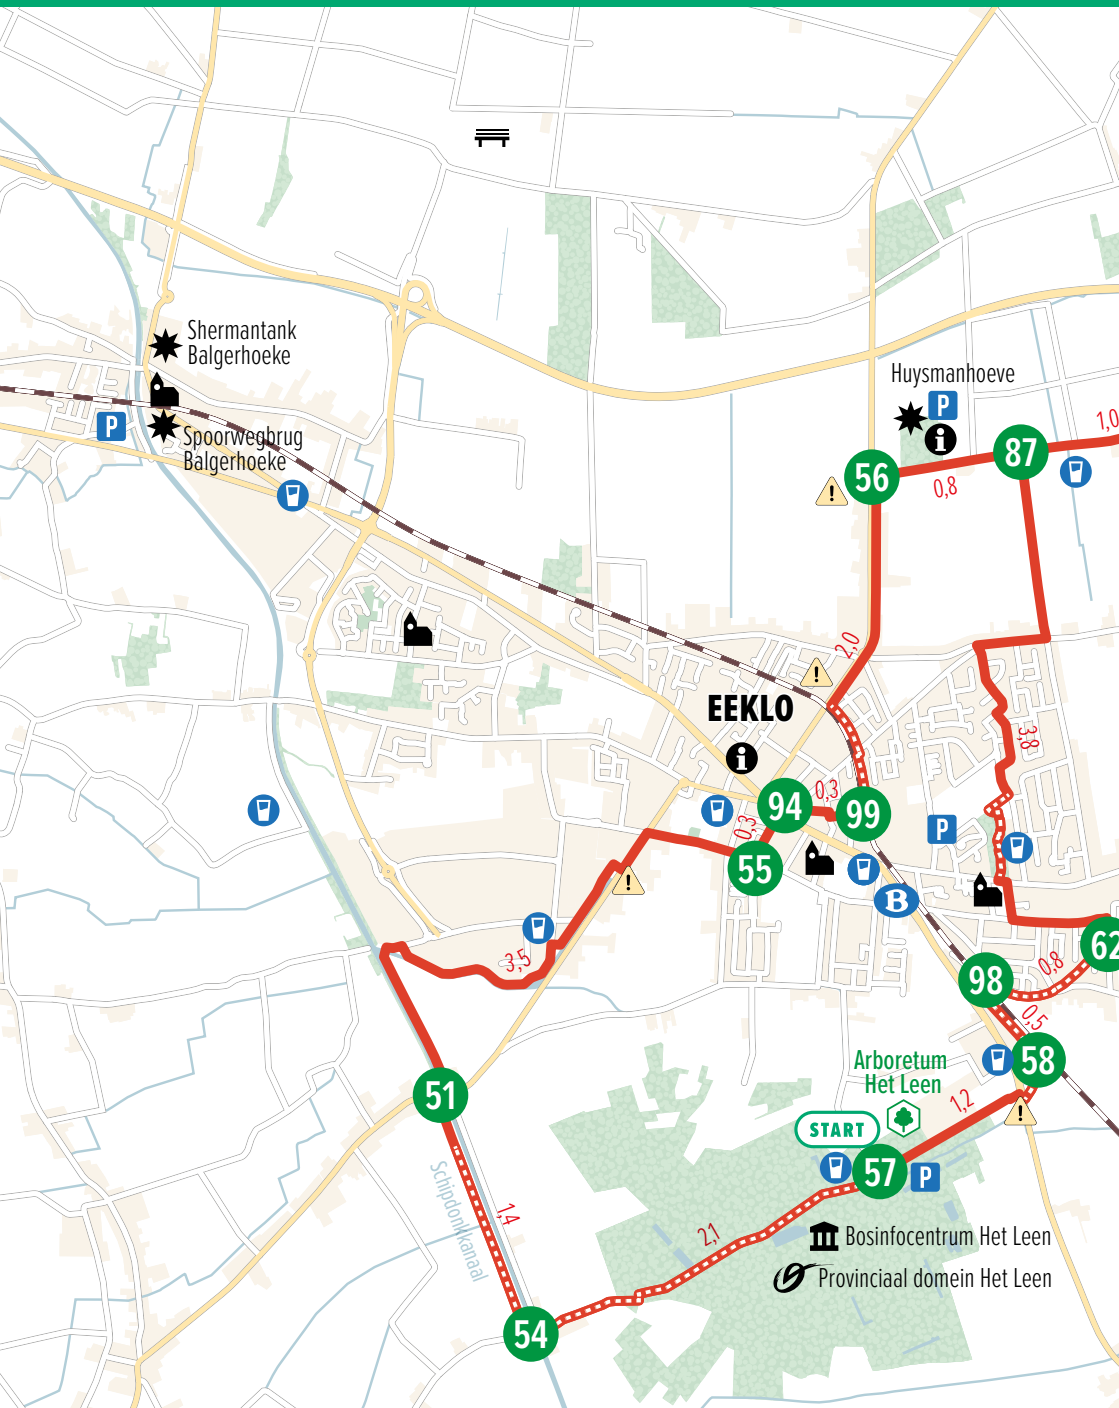 Shermantank
Balgerhoeke
P
Spoorwegbrug
Balgerhoeke
Huysmanhoeve
P
i
56
0,8
87
1,0
!
2,0
!
EEKLO
i
3,8
94
0,3
99
0,3
55
P
B
!
3,5
62
0,8
98
0,5
58
51
Arboretum
Het Leen
1,2
!
START
57
P
Schipdonkkanaal
1,4
2,1
Bosinfocentrum Het Leen
Provinciaal domein Het Leen
54